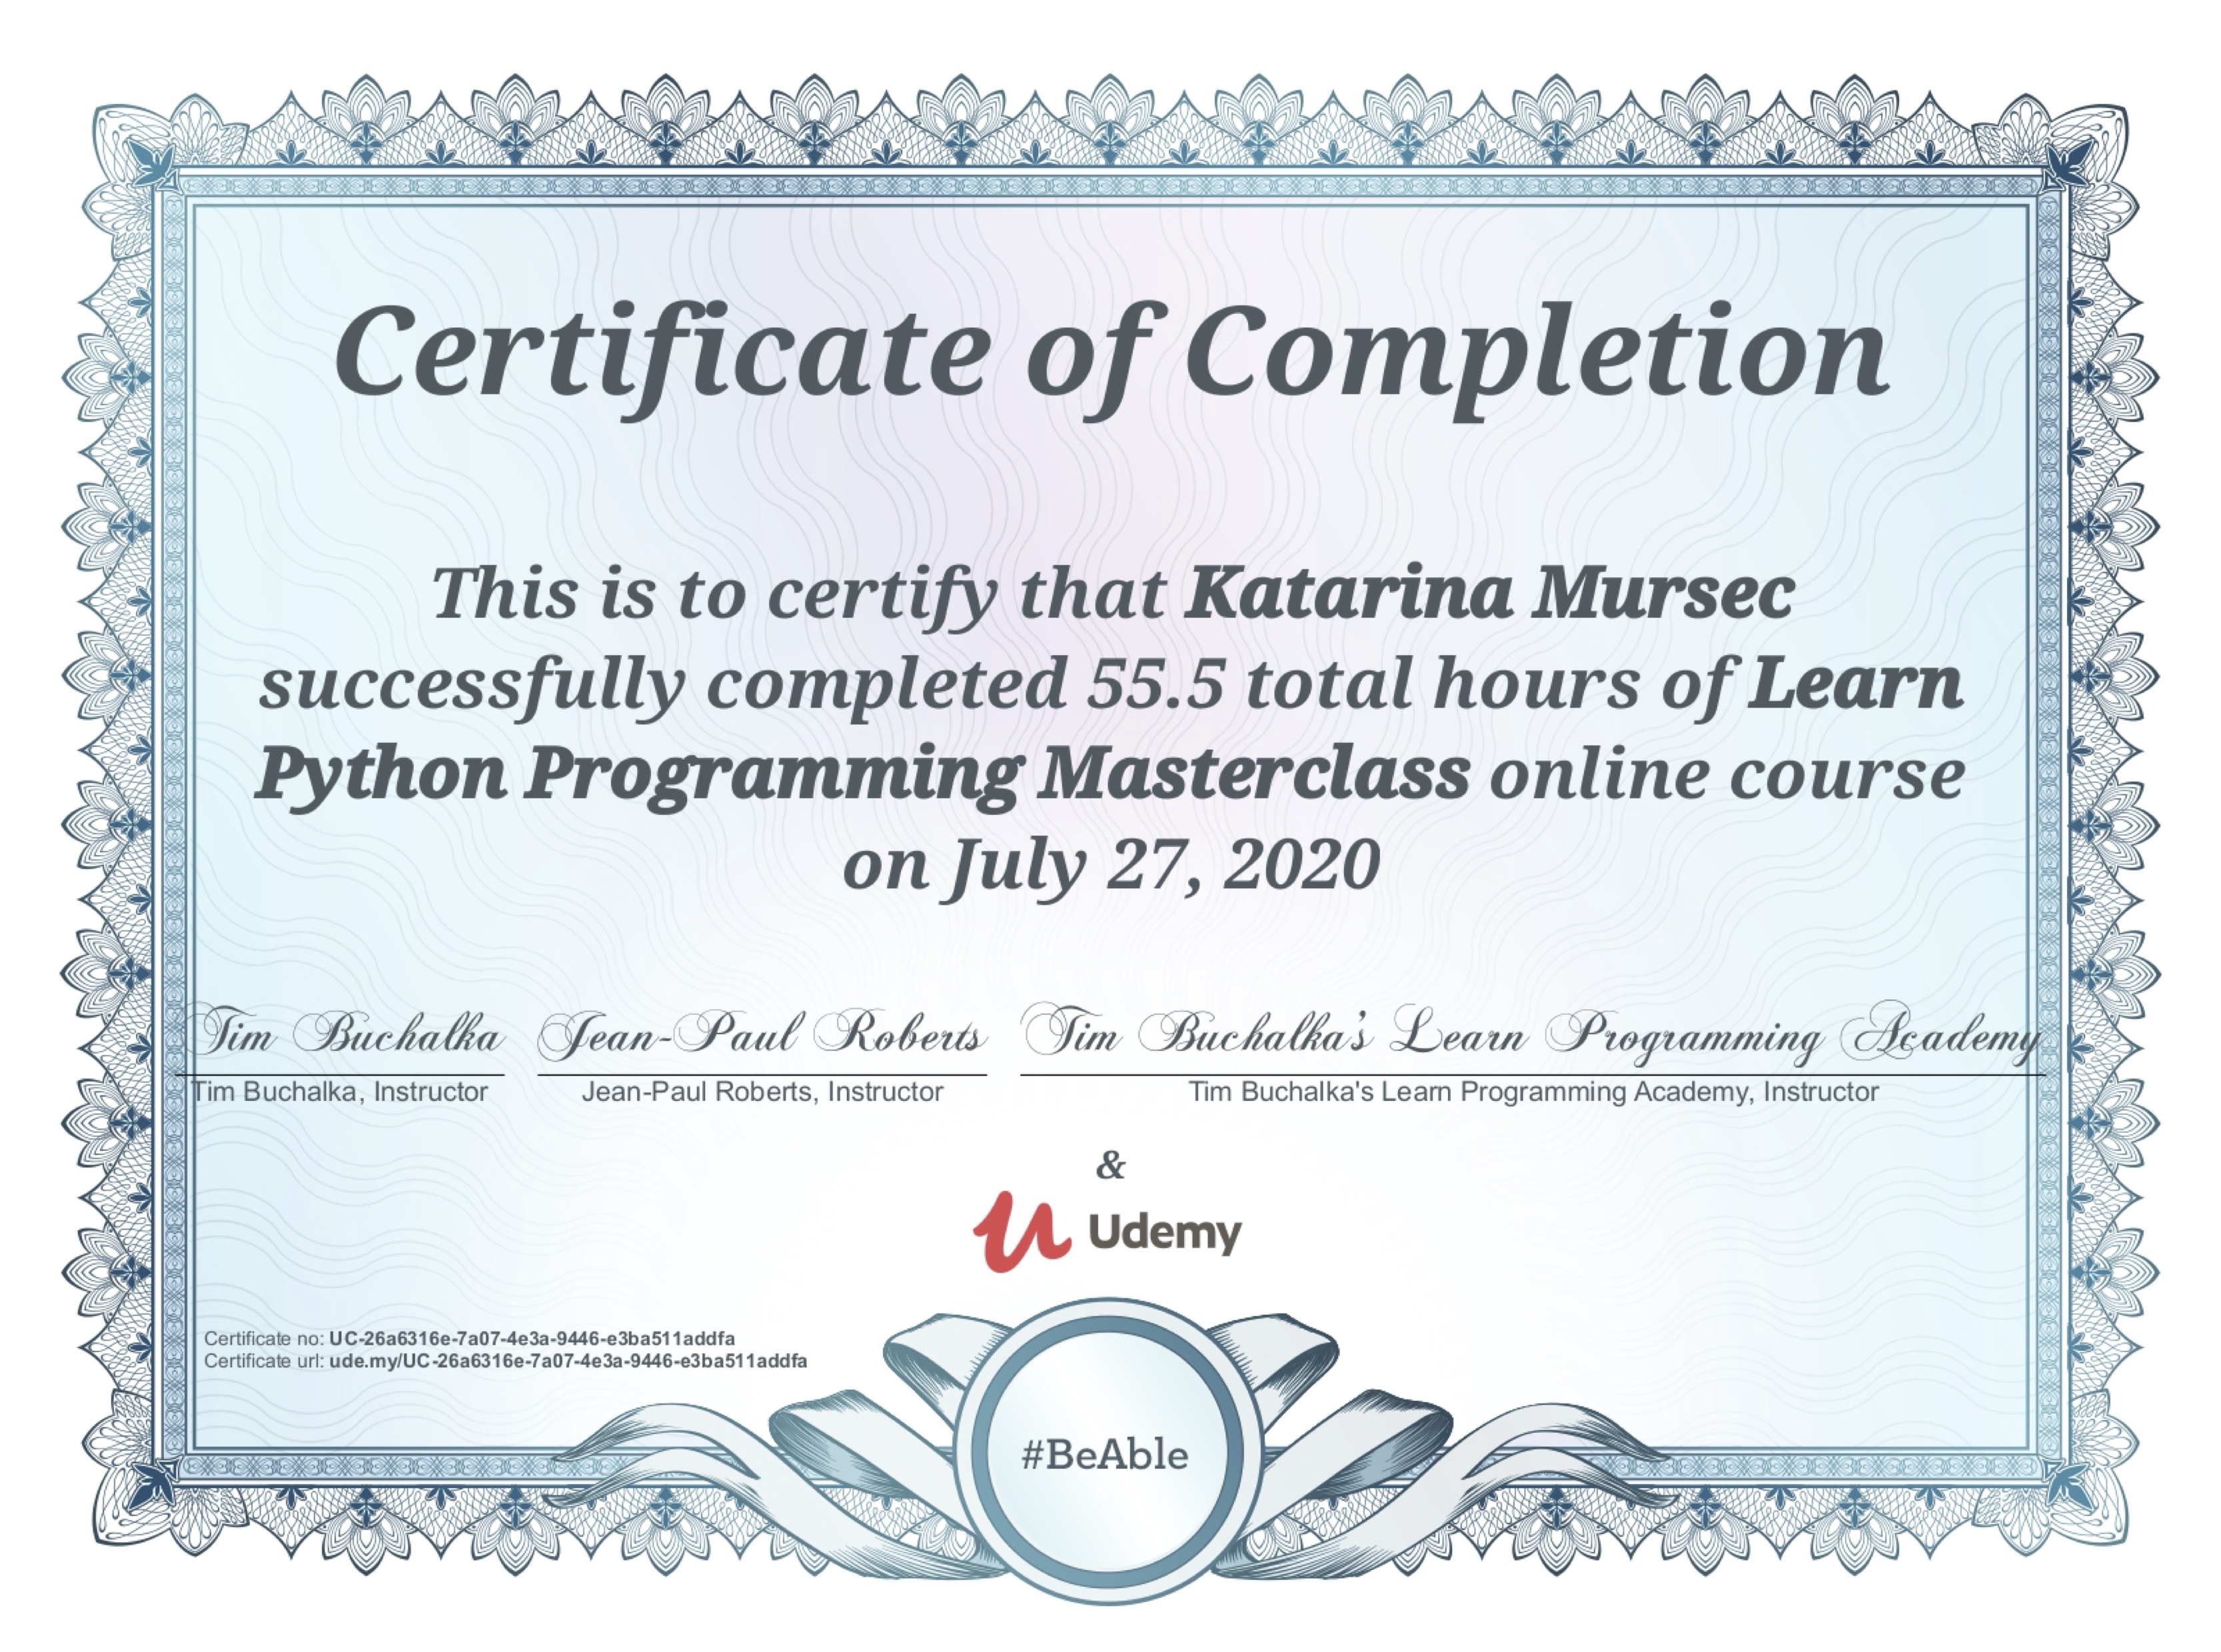 Certificate of Completion
This is to certify that Katarina Mursec
successfully completed 55.5 total hours of Learn
Python Programming Masterclass online course
on July 27, 2020
Tim Buchalka Jean-Paul Roberts Tim Buchalka's Learn Programming Academy
Tim Buchalka, Instructor Jean-Paul Roberts, Instructor Tim Buchalka's Learn Programming Academy, Instructor
&
Udemy
Certificate no: UC-26a6316e-7a07-4e3a-9446-e3ba511addfa
Certificate url: ude.my/UC-26a6316e-7a07-4e3a-9446-e3ba511addfa
#BeAble